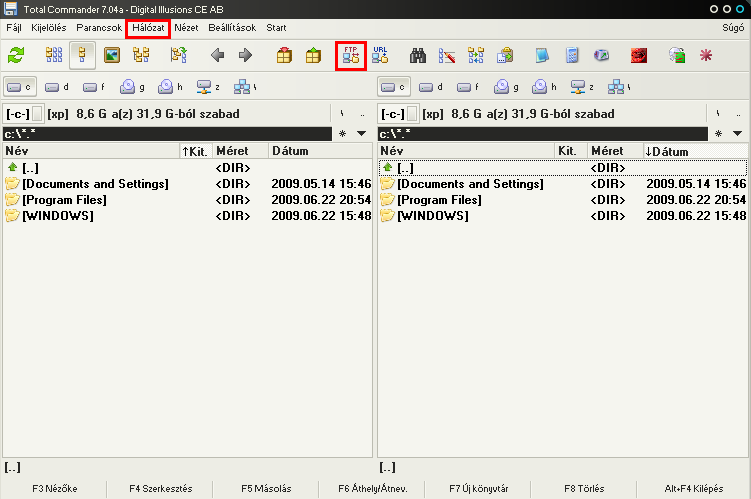 Total Commander 7.04a - Digital Illusions CE AB
Fájl Kijelölés Parancsok Hálózat Nézet Beállítások Start Súgó
FTP URL
c d f g h z \ c d f g h z \
[-c-] [xp] 8,6 G a(z) 31,9 G-ból szabad \ .. [-c-] [xp] 8,6 G a(z) 31,9 G-ból szabad \ ..
c:\*.* * c:\*.* *
Név ↑Kit. Méret Dátum Név Kit. Méret ↓Dátum
[..] <DIR> [..] <DIR>
[Documents and Settings] <DIR> 2009.05.14 15:46 [Documents and Settings] <DIR> 2009.05.14 15:46
[Program Files] <DIR> 2009.06.22 20:54 [Program Files] <DIR> 2009.06.22 20:54
[WINDOWS] <DIR> 2009.06.22 15:48 [WINDOWS] <DIR> 2009.06.22 15:48
[..] [..]
F3 Nézőke F4 Szerkesztés F5 Másolás F6 Áthely/Átnev. F7 Új könyvtár F8 Törlés Alt+F4 Kilépés